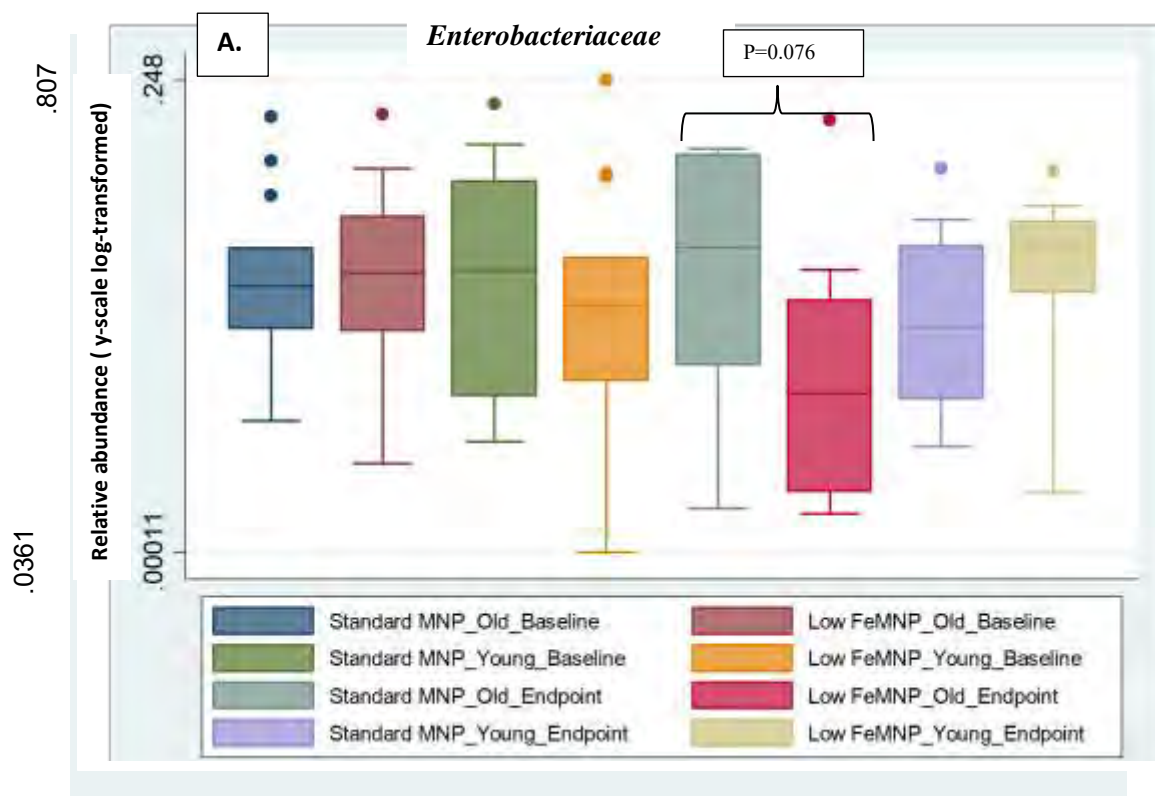 A.
Enterobacteriaceae
P=0.076
.807
.0361
Relative abundance ( y-scale log-transformed)
.248
.00011
Standard MNP_Old_Baseline
Low FeMNP_Old_Baseline
Standard MNP_Young_Baseline
Low FeMNP_Young_Baseline
Standard MNP_Old_Endpoint
Low FeMNP_Old_Endpoint
Standard MNP_Young_Endpoint
Low FeMNP_Young_Endpoint